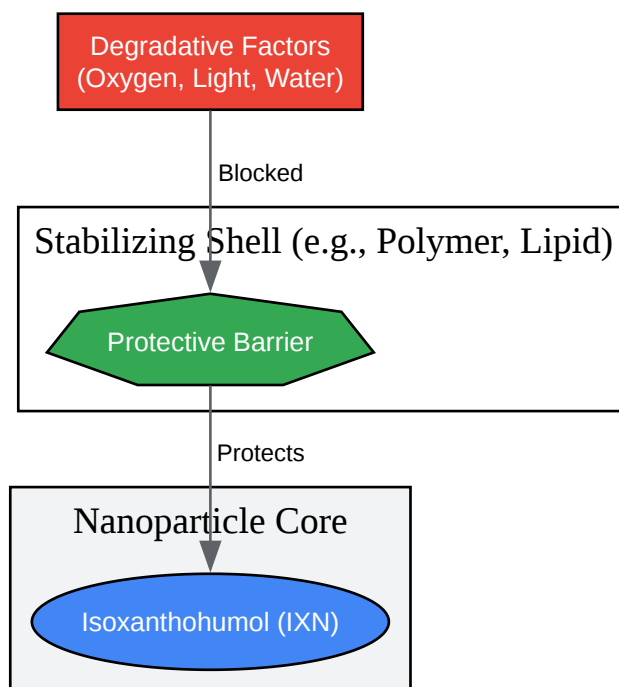 Degradative Factors
(Oxygen, Light, Water)
Blocked
Stabilizing Shell (e.g., Polymer, Lipid)
Protective Barrier
Protects
Nanoparticle Core
Isoxanthohumol (IXN)